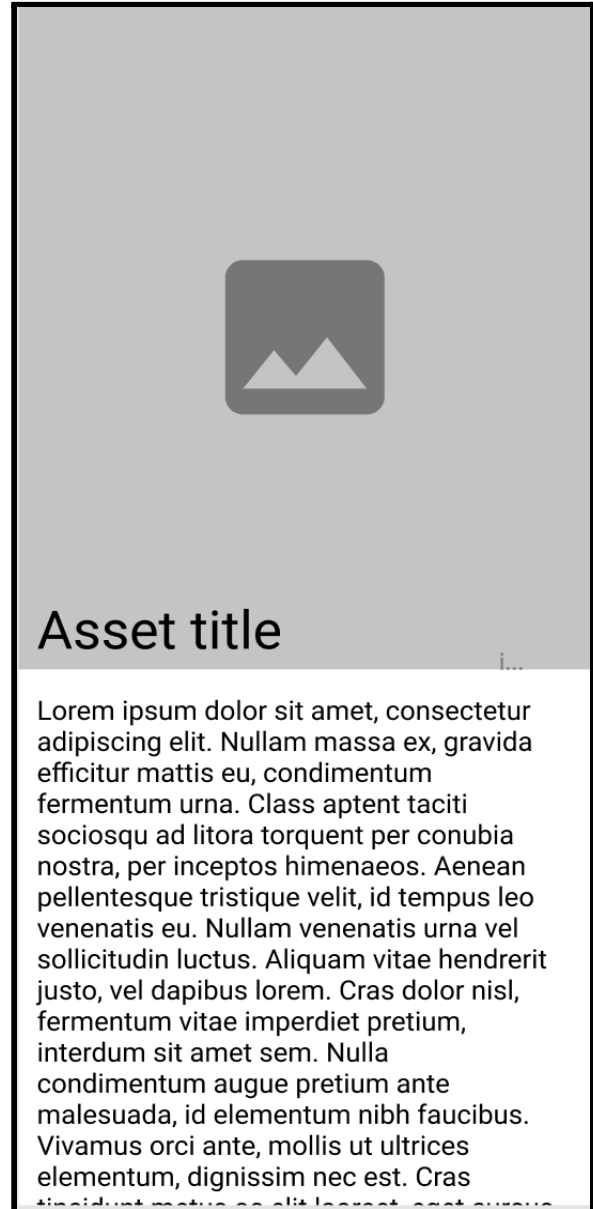 Asset title
i...
Lorem ipsum dolor sit amet, consectetur
adipiscing elit. Nullam massa ex, gravida
efficitur mattis eu, condimentum
fermentum urna. Class aptent taciti
sociosqu ad litora torquent per conubia
nostra, per inceptos himenaeos. Aenean
pellentesque tristique velit, id tempus leo
venenatis eu. Nullam venenatis urna vel
sollicitudin luctus. Aliquam vitae hendrerit
justo, vel dapibus lorem. Cras dolor nisl,
fermentum vitae imperdiet pretium,
interdum sit amet sem. Nulla
condimentum augue pretium ante
malesuada, id elementum nibh faucibus.
Vivamus orci ante, mollis ut ultrices
elementum, dignissim nec est. Cras